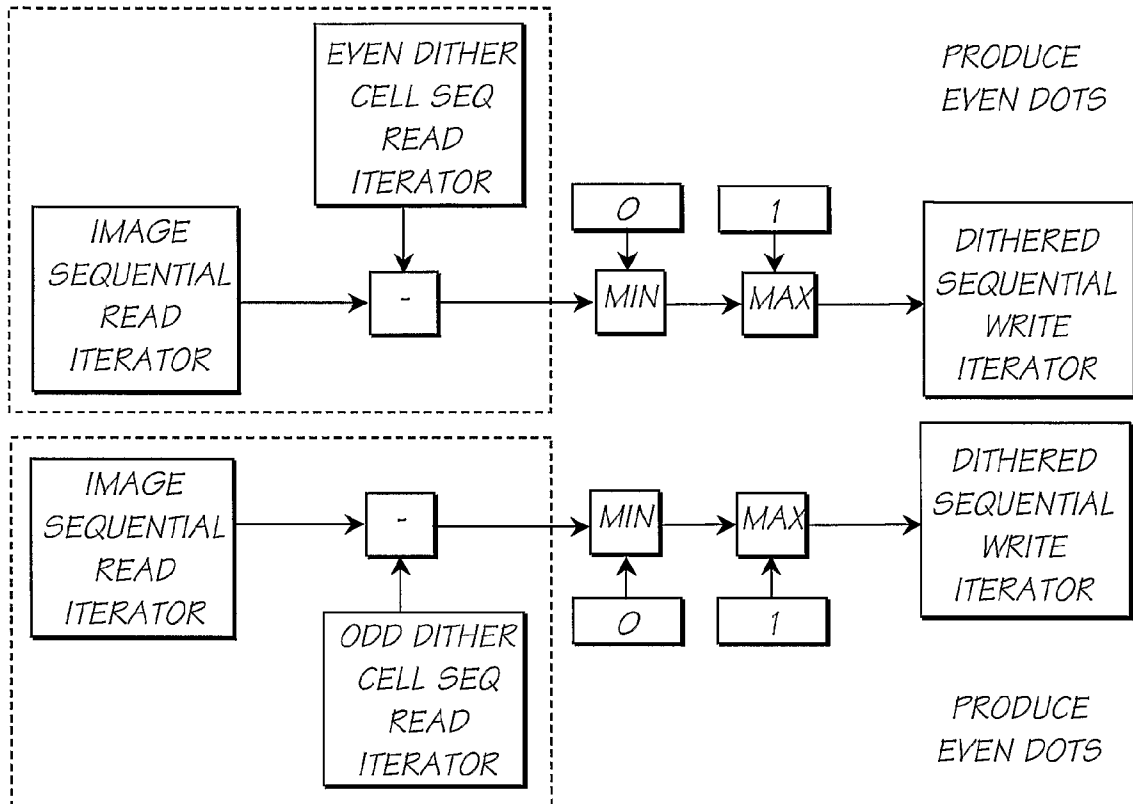 EVEN DITHER
CELL SEQ
READ
ITERATOR
PRODUCE
EVEN DOTS
IMAGE
SEQUENTIAL
READ
ITERATOR
-
0
MIN
1
MAX
DITHERED
SEQUENTIAL
WRITE
ITERATOR
IMAGE
SEQUENTIAL
READ
ITERATOR
-
MIN
0
MAX
1
DITHERED
SEQUENTIAL
WRITE
ITERATOR
ODD DITHER
CELL SEQ
READ
ITERATOR
PRODUCE
EVEN DOTS